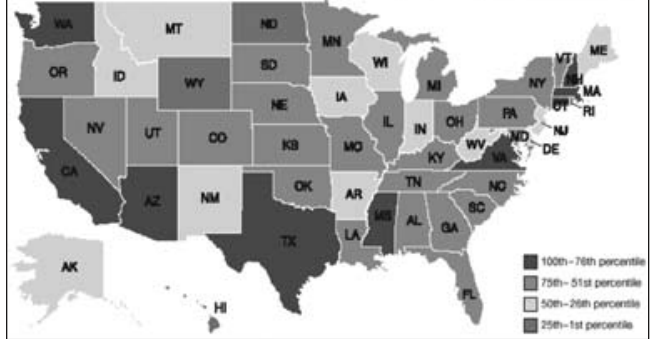 WA
MT
ND
MN
VT
ME
OR
ID
SD
WI
NY
NH
WY
MI
MA
IA
CT
RI
NE
PA
NV
UT
IL
IN
OH
NJ
CO
KS
MO
WV
ND
DE
KY
VA
CA
OK
TN
NC
AZ
NM
AR
SC
MS
AL
GA
TX
LA
AK
FL
HI
100th-76th percentile
75th-51st percentile
50th-26th percentile
25th-1st percentile